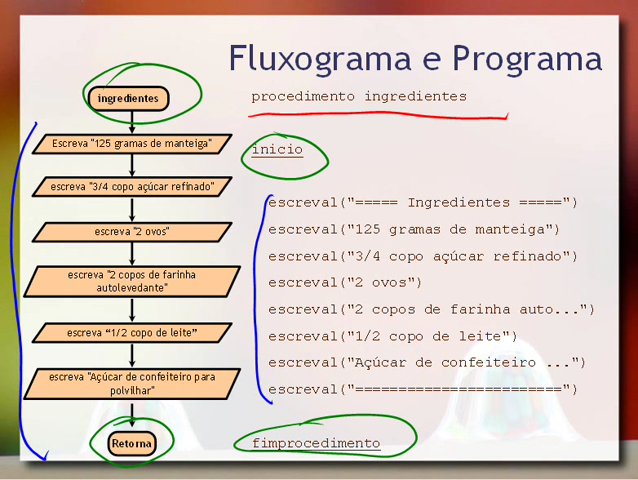 Fluxograma e Programa
ingredientes
Escreva "125 gramas de manteiga"
escreva "3/4 copo açúcar refinado"
escreva "2 ovos"
escreva "2 copos de farinha
autolevedante"
escreva “1/2 copo de leite”
escreva "Açúcar de confeiteiro para
polvilhar"
Retorna
procedimento ingredientes
inicio
escreval("===== Ingredientes =====")
escreval("125 gramas de manteiga")
escreval("3/4 copo açúcar refinado")
escreval("2 ovos")
escreval("2 copos de farinha auto...")
escreval("1/2 copo de leite")
escreval("Açúcar de confeiteiro ...")
escreval("========================")
fimprocedimento